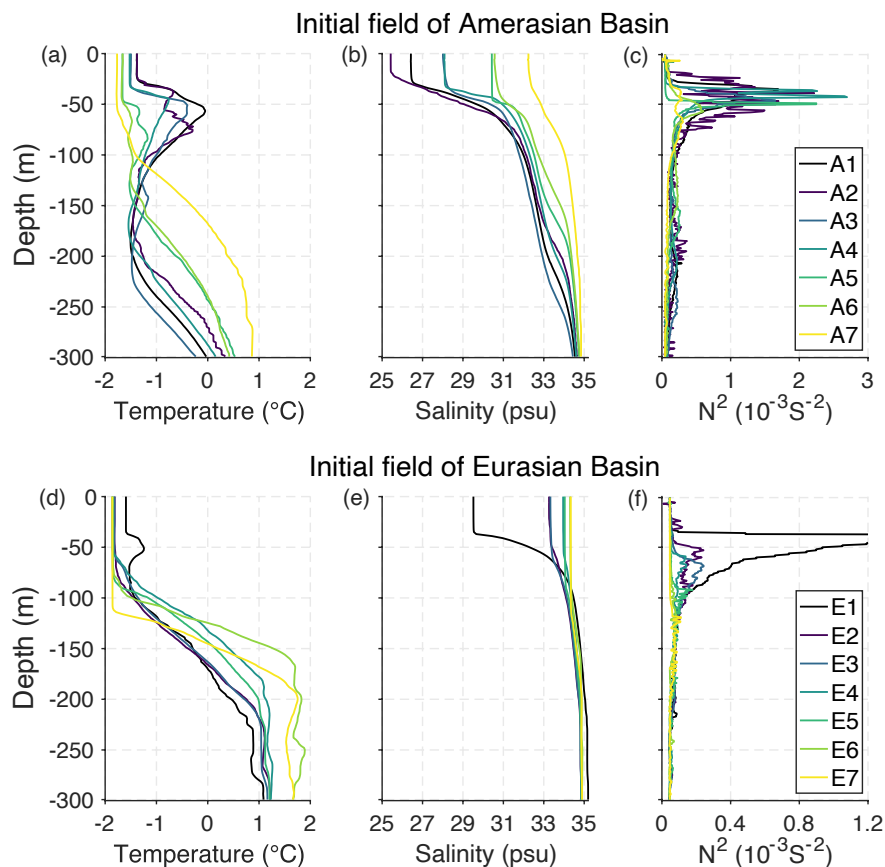 Initial field of Amerasian Basin
(a) (b) (c)
0
-50
-100
-150
-200
-250
-300
Depth (m)
-2 -1 0 1 2
Temperature (°C)
25 27 29 31 33 35
Salinity (psu)
0 1 2 3
N² (10⁻³S⁻²)
A1
A2
A3
A4
A5
A6
A7
Initial field of Eurasian Basin
(d) (e) (f)
0
-50
-100
-150
-200
-250
-300
Depth (m)
-2 -1 0 1 2
Temperature (°C)
25 27 29 31 33 35
Salinity (psu)
0 0.4 0.8 1.2
N² (10⁻³S⁻²)
E1
E2
E3
E4
E5
E6
E7